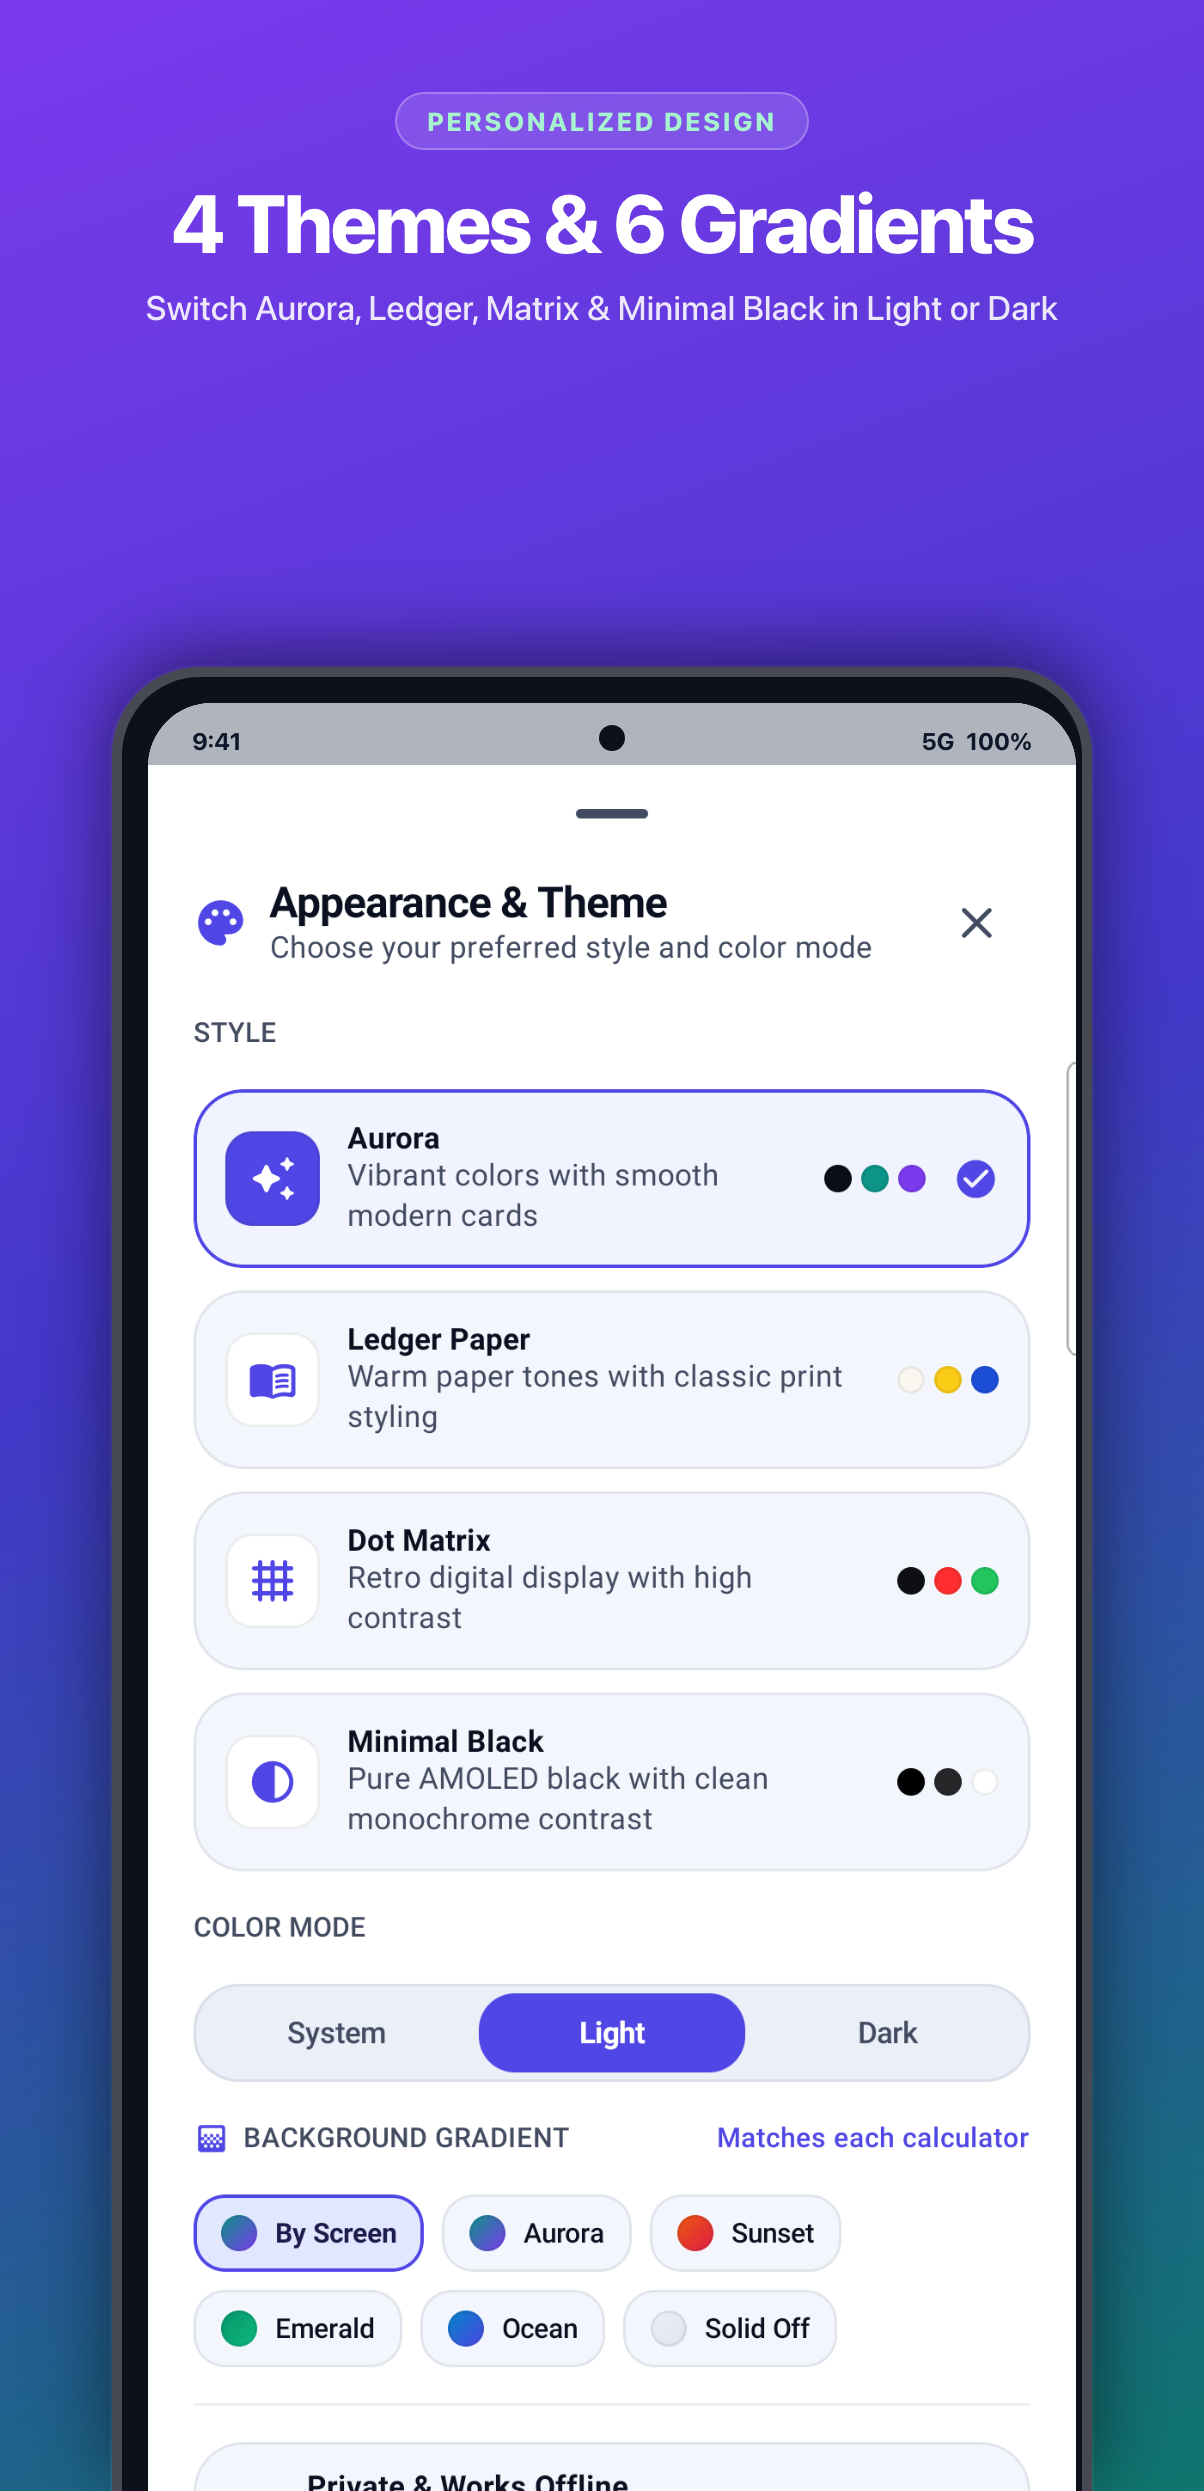 PERSONALIZED DESIGN
4 Themes & 6 Gradients
Switch Aurora, Ledger, Matrix & Minimal Black in Light or Dark
9:41
5G 100%
Appearance & Theme
Choose your preferred style and color mode
STYLE
Aurora
Vibrant colors with smooth
modern cards
Ledger Paper
Warm paper tones with classic print
styling
Dot Matrix
Retro digital display with high
contrast
Minimal Black
Pure AMOLED black with clean
monochrome contrast
COLOR MODE
System
Light
Dark
BACKGROUND GRADIENT
Matches each calculator
By Screen
Aurora
Sunset
Emerald
Ocean
Solid Off
Private & Works Offline